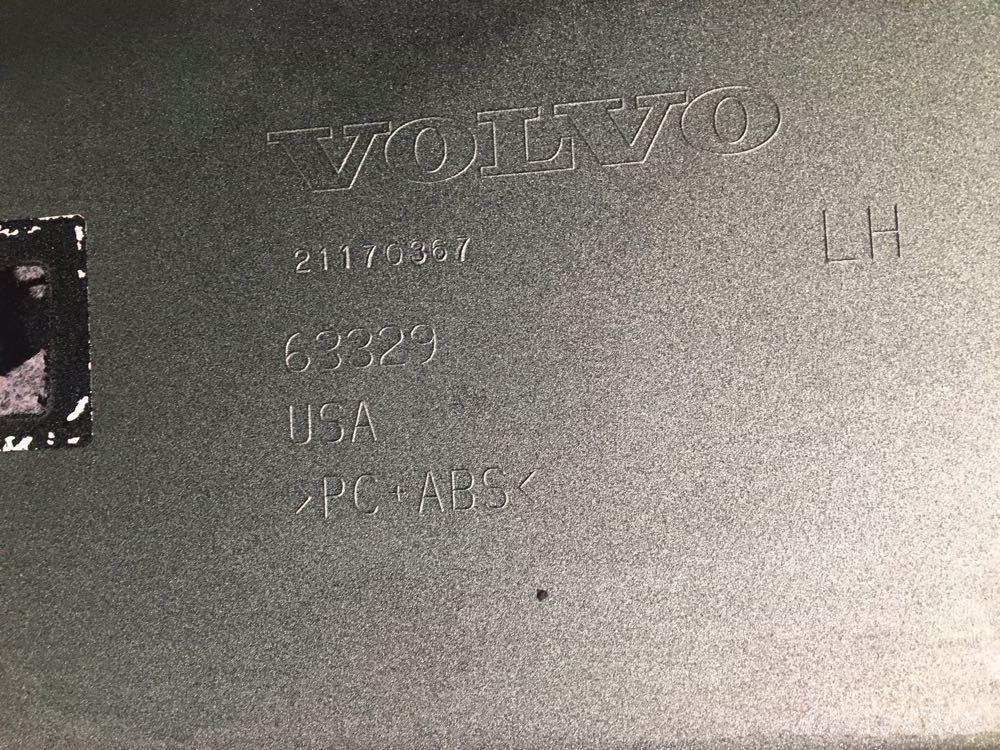 VOLVO
21170367 LH
63329
USA
>PC+ABS<